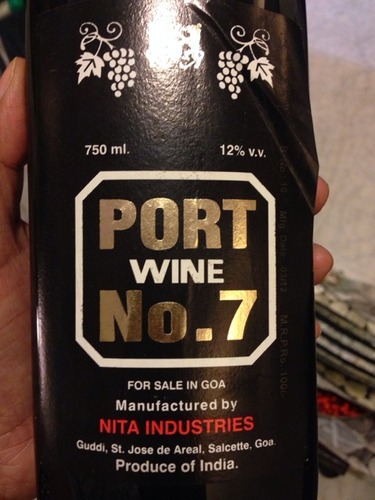 750 ml. 12% v.v.
PORT
WINE
No.7
FOR SALE IN GOA
Manufactured by
NITA INDUSTRIES
Guddi, St. Jose de Areal, Salcette, Goa.
Produce of India.